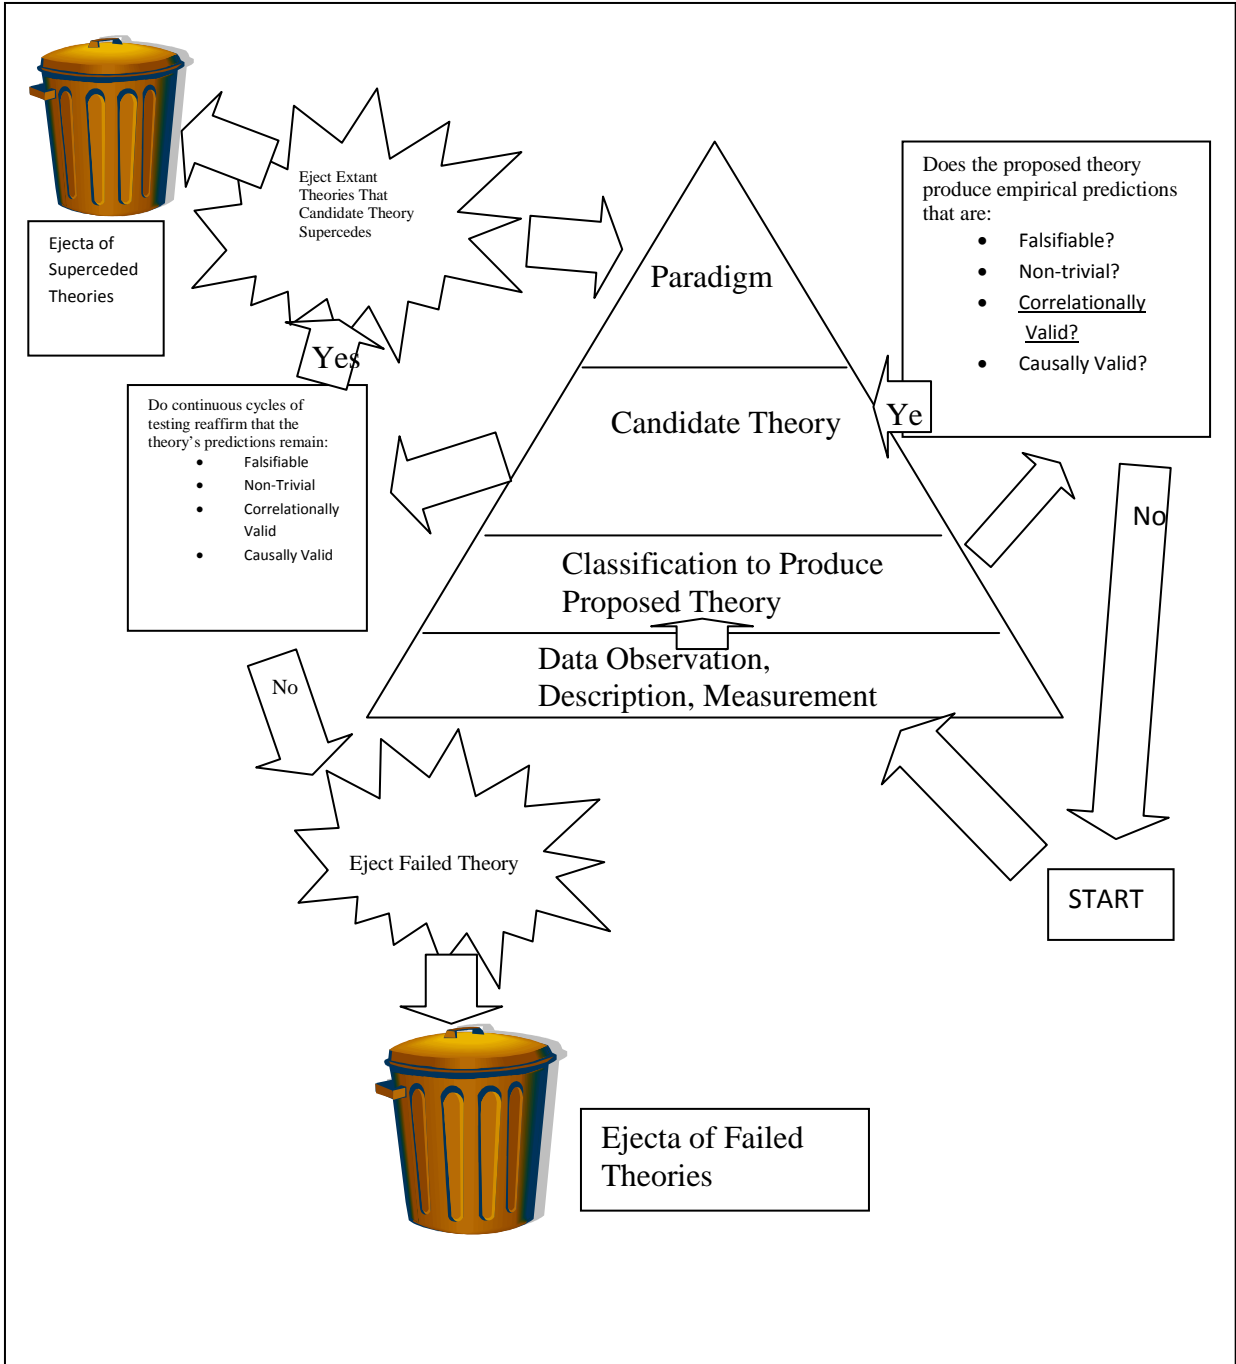 Eject Extant
Theories That
Candidate Theory
Supercedes
Ejecta of
Superceded
Theories
Does the proposed theory
produce empirical predictions
that are:
• Falsifiable?
• Non-trivial?
• Correlationally
Valid?
• Causally Valid?
Paradigm
Yes
Do continuous cycles of
testing reaffirm that the
theory's predictions remain:
• Falsifiable
• Non-Trivial
• Correlationally
Valid
• Causally Valid
Candidate Theory
Ye
No
Classification to Produce
Proposed Theory
Data Observation,
Description, Measurement
No
Eject Failed Theory
START
Ejecta of Failed
Theories